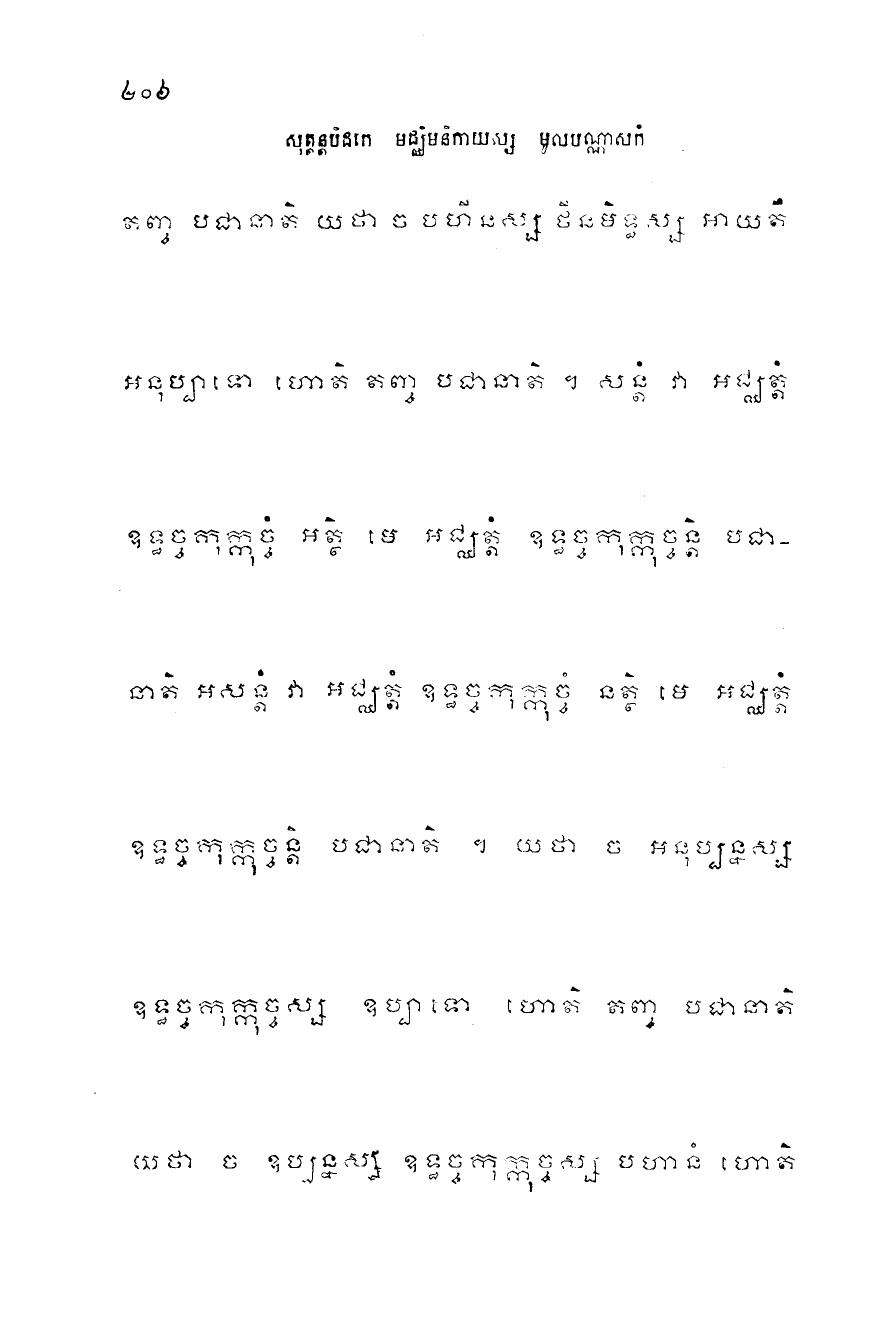 ៤០៦
សុត្តន្តបិដកេ មជ្ឈិមនិកាយស្ស មូលបណ្ណាសកំ
តញ្ច បជានាតិ យថា ច បហីនស្ស ថីនមិទ្ធស្ស អាយតឹ
អនុប្បាទោ ហោតិ តញ្ច បជានាតិ ។ សន្តំ វា អជ្ឈត្តំ
ឧទ្ធច្ចកុក្កុច្ចំ អត្ថិ មេ អជ្ឈត្តំ ឧទ្ធច្ចកុក្កុច្ចន្តិ បជា-
នាតិ អសន្តំ វា អជ្ឈត្តំ ឧទ្ធច្ចកុក្កុច្ចំ នត្ថិ មេ អជ្ឈត្តំ
ឧទ្ធច្ចកុក្កុច្ចន្តិ បជានាតិ ។ យថា ច អនុប្បន្នស្ស
ឧទ្ធច្ចកុក្កុច្ចស្ស ឧប្បាទោ ហោតិ តញ្ច បជានាតិ
យថា ច ឧប្បន្នស្ស ឧទ្ធច្ចកុក្កុច្ចស្ស បហានំ ហោតិ